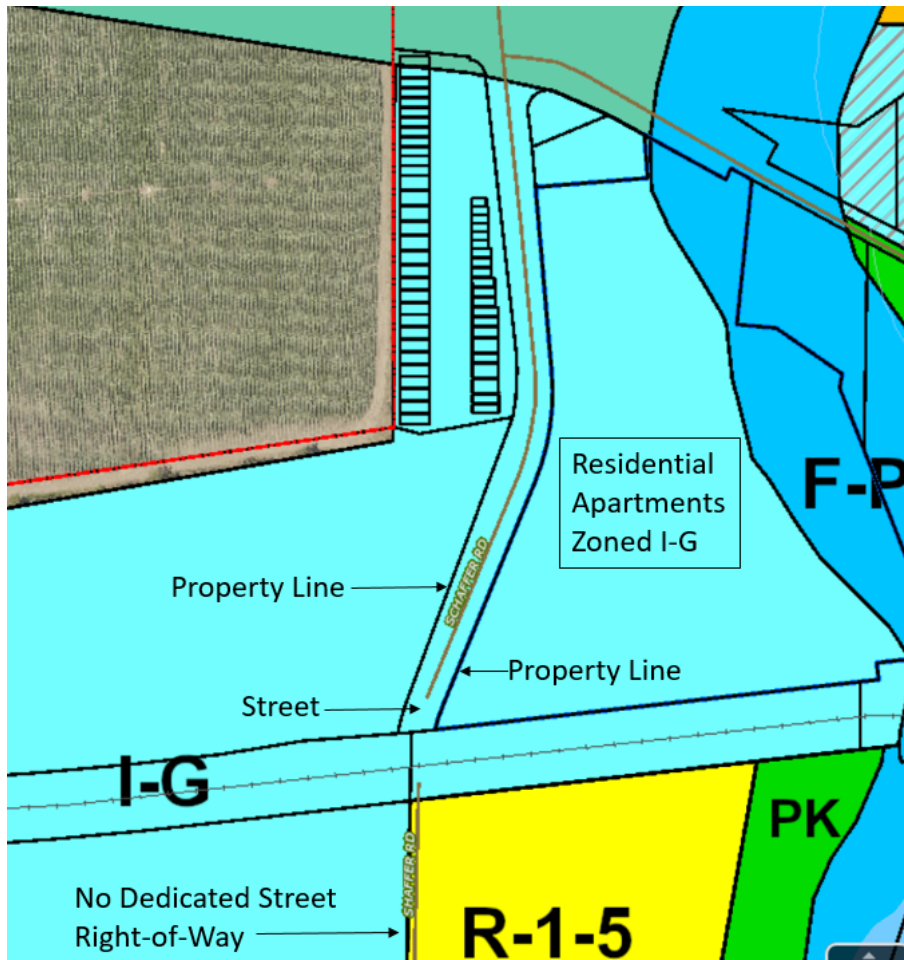 Residential
Apartments
Zoned I-G
F-P
SCHAFFER RD
Property Line
Property Line
Street
I-G
PK
SHAFFER RD
No Dedicated Street
Right-of-Way
R-1-5